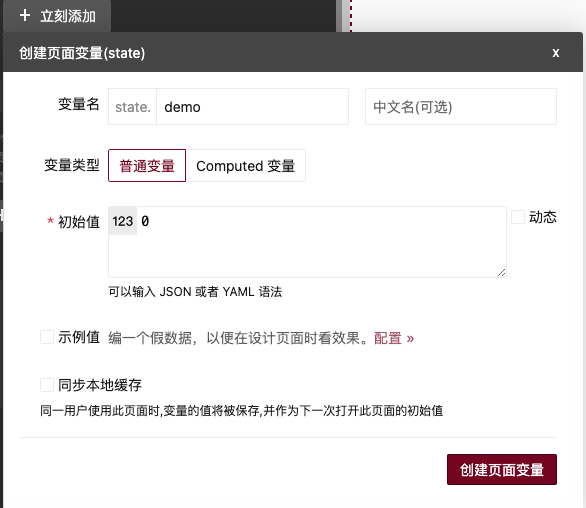 + 立刻添加
创建页面变量(state) x
变量名 state. demo 中文名(可选)
变量类型 普通变量 Computed 变量
* 初始值 123 0 动态
可以输入 JSON 或者 YAML 语法
示例值 编一个假数据，以便在设计页面时看效果。配置 »
同步本地缓存
同一用户使用此页面时,变量的值将被保存,并作为下一次打开此页面的初始值
创建页面变量